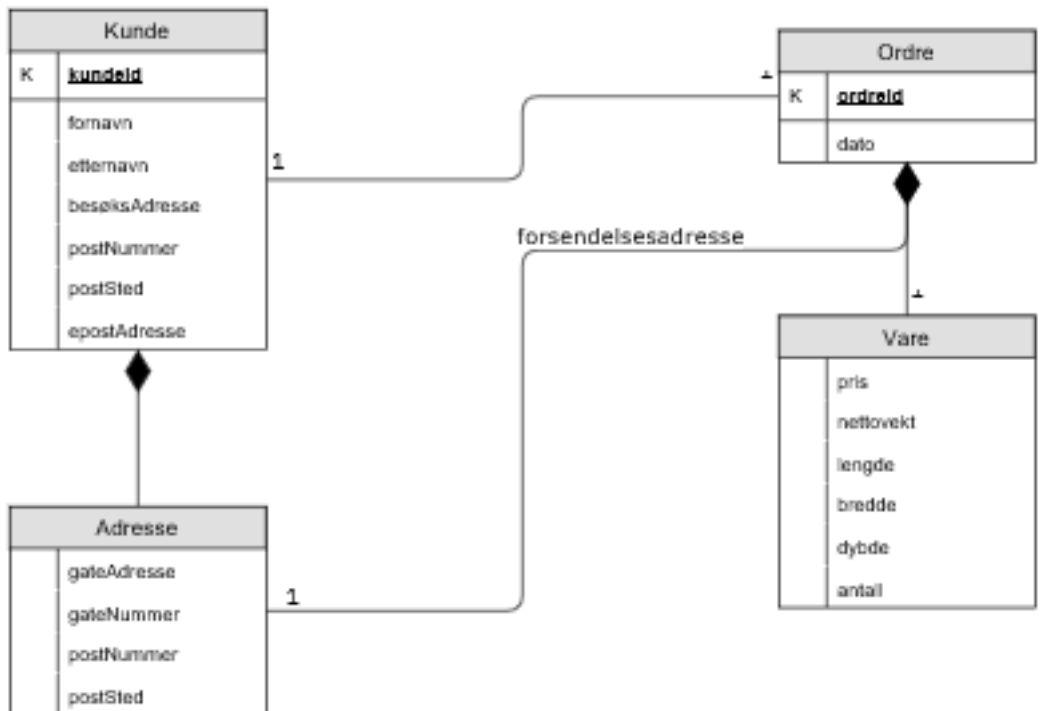 Kunde
K kundeId
fornavn
etternavn
besøksAdresse
postNummer
postSted
epostAdresse
1
Ordre
K ordreId
dato
forsendelsesadresse
Vare
pris
nettovekt
lengde
bredde
dybde
antall
Adresse
gateAdresse
gateNummer
postNummer
postSted
1